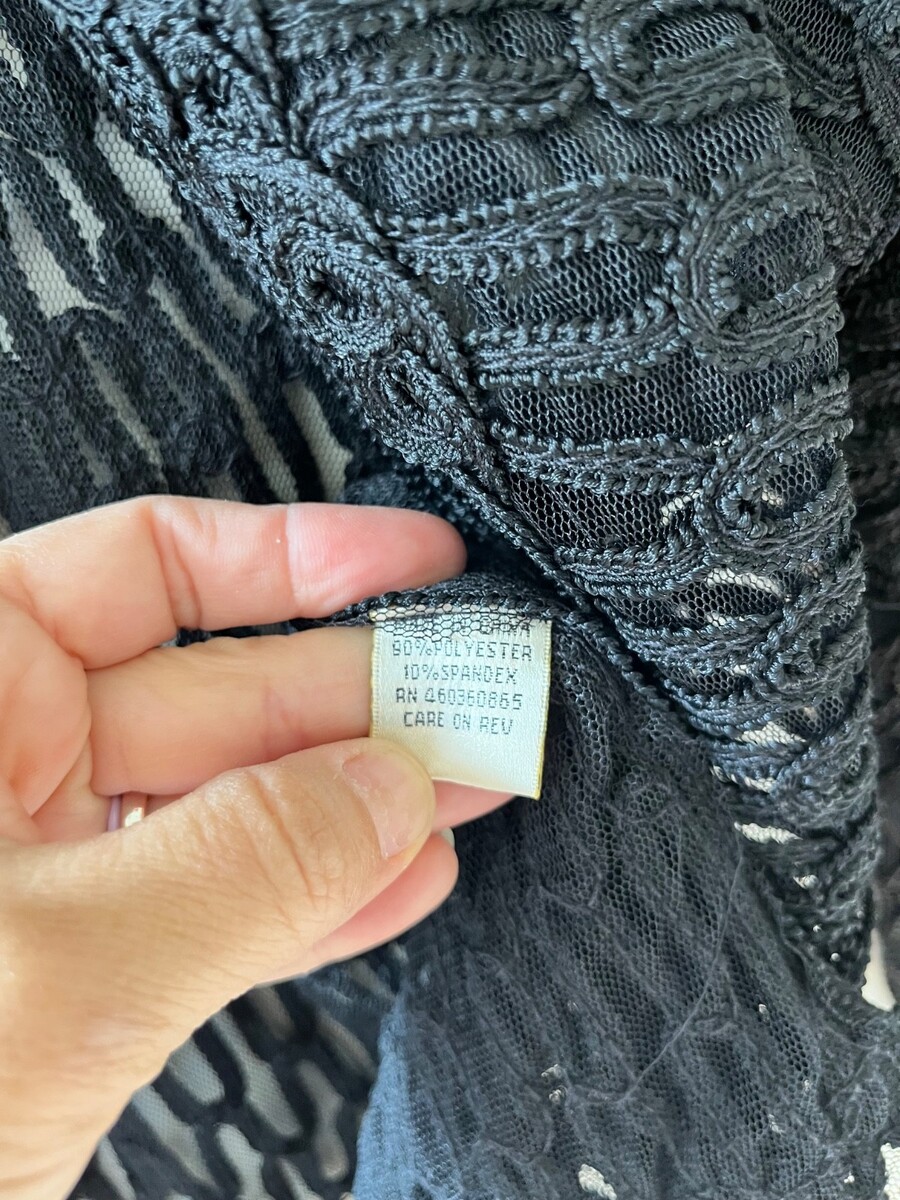 90%POLYESTER
10%SPANDEX
RN 460360865
CARE ON REV